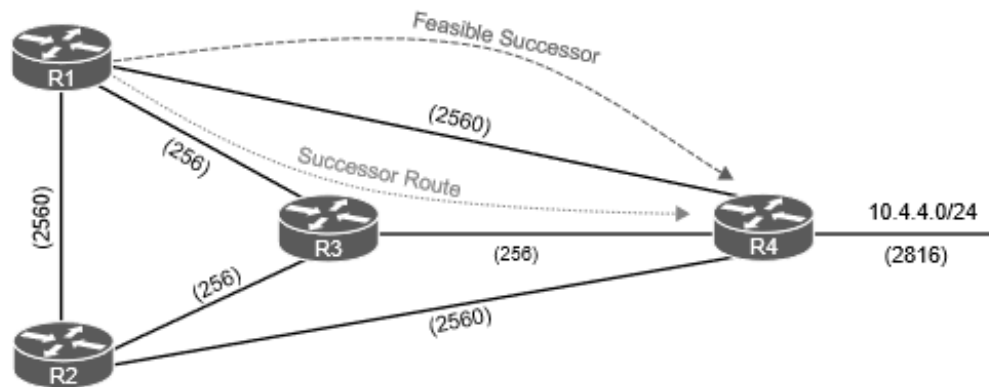 Feasible Successor
R1
(2560)
(256)
Successor Route
(2560)
R3
R4
10.4.4.0/24
(256)
(2816)
(256)
(2560)
R2